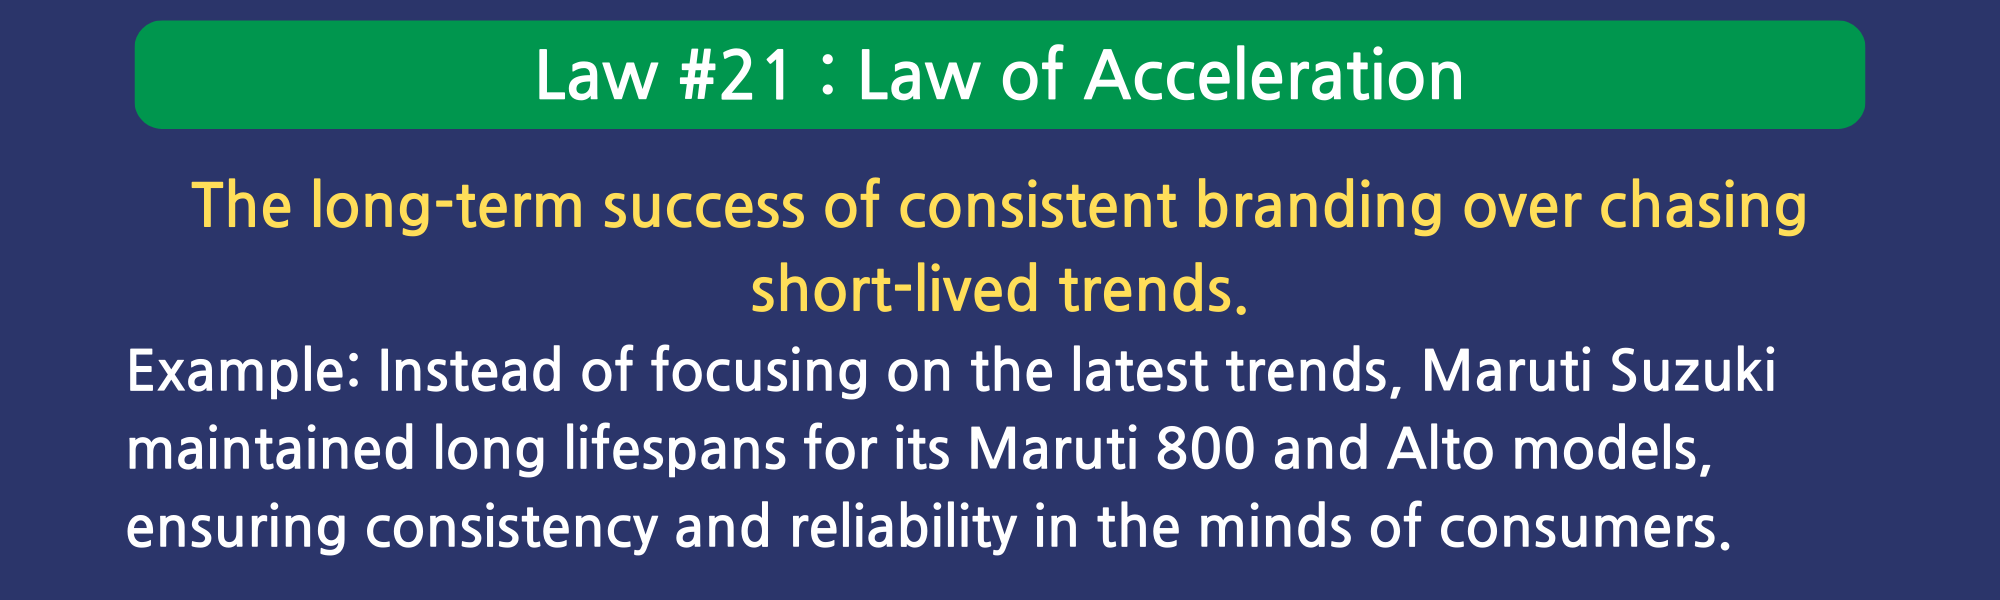 Law #21 : Law of Acceleration
The long-term success of consistent branding over chasing
short-lived trends.
Example: Instead of focusing on the latest trends, Maruti Suzuki
maintained long lifespans for its Maruti 800 and Alto models,
ensuring consistency and reliability in the minds of consumers.